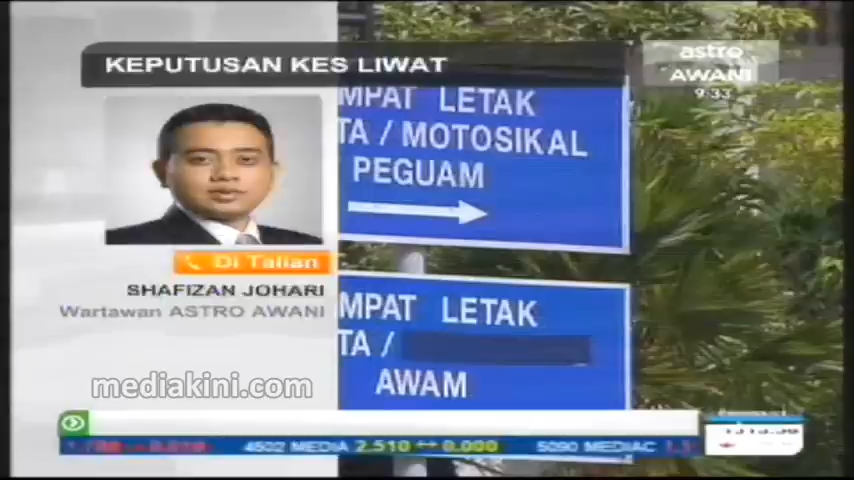 KEPUTUSAN KES LIWAT
astro
AWANI
9:33
MPAT LETAK
TA / MOTOSIKAL
PEGUAM
Di Talian
SHAFIZAN JOHARI
Wartawan ASTRO AWANI
MPAT LETAK
TA /
AWAM
mediakini.com
4502 MEDIA 2.510 ↔ 0.000 5090 MEDIAC